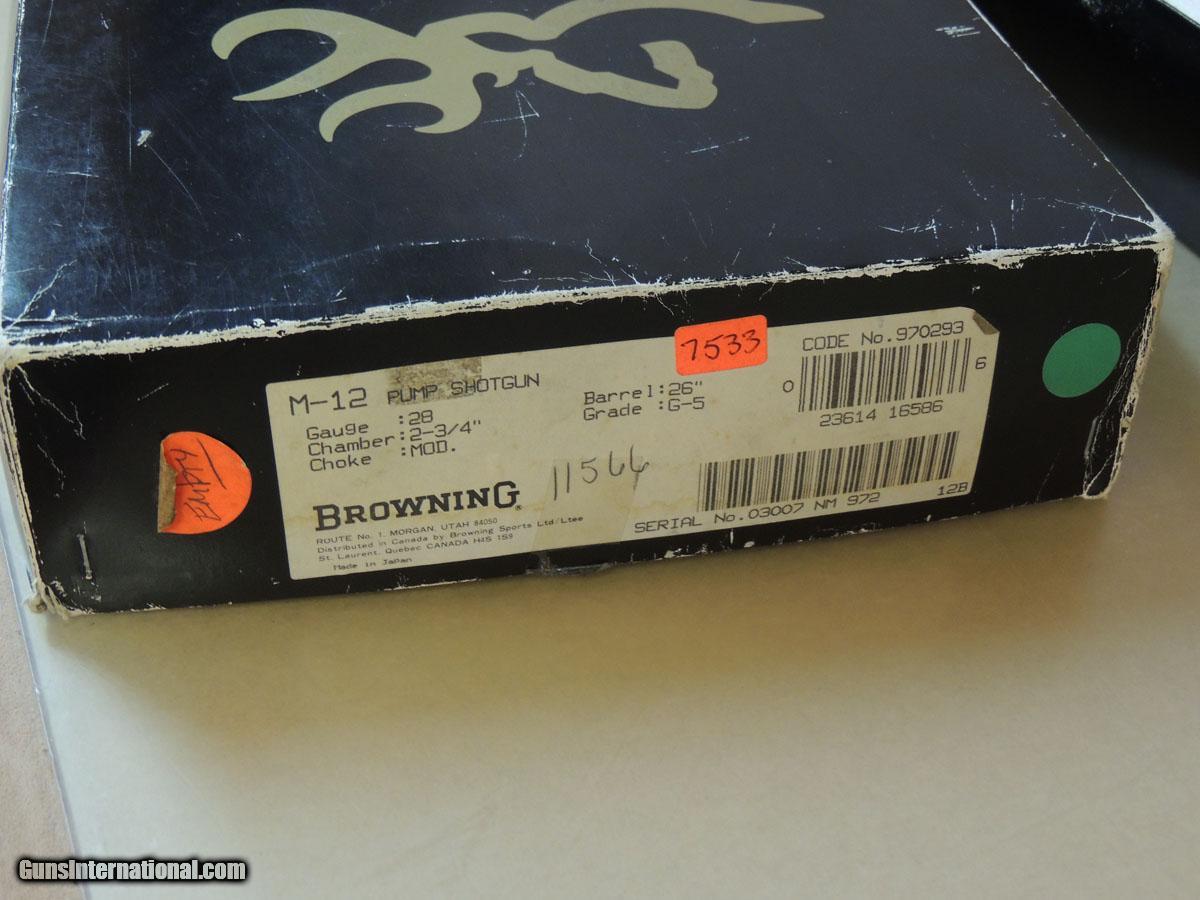 7533
CODE No.970293
M-12 PUMP SHOTGUN
Gauge :28
Chamber:2-3/4"
Choke :MOD.
Barrel:26"
Grade :G-5
0 23614 16586 6
EMPTY
11566
BROWNING®
ROUTE No. 1, MORGAN, UTAH 84050
Distributed in Canada by Browning Sports Ltd/Ltee
St. Laurent, Quebec CANADA H4S 1S9
Made in Japan
SERIAL No.03007 NM 972 12B
GunsInternational.com